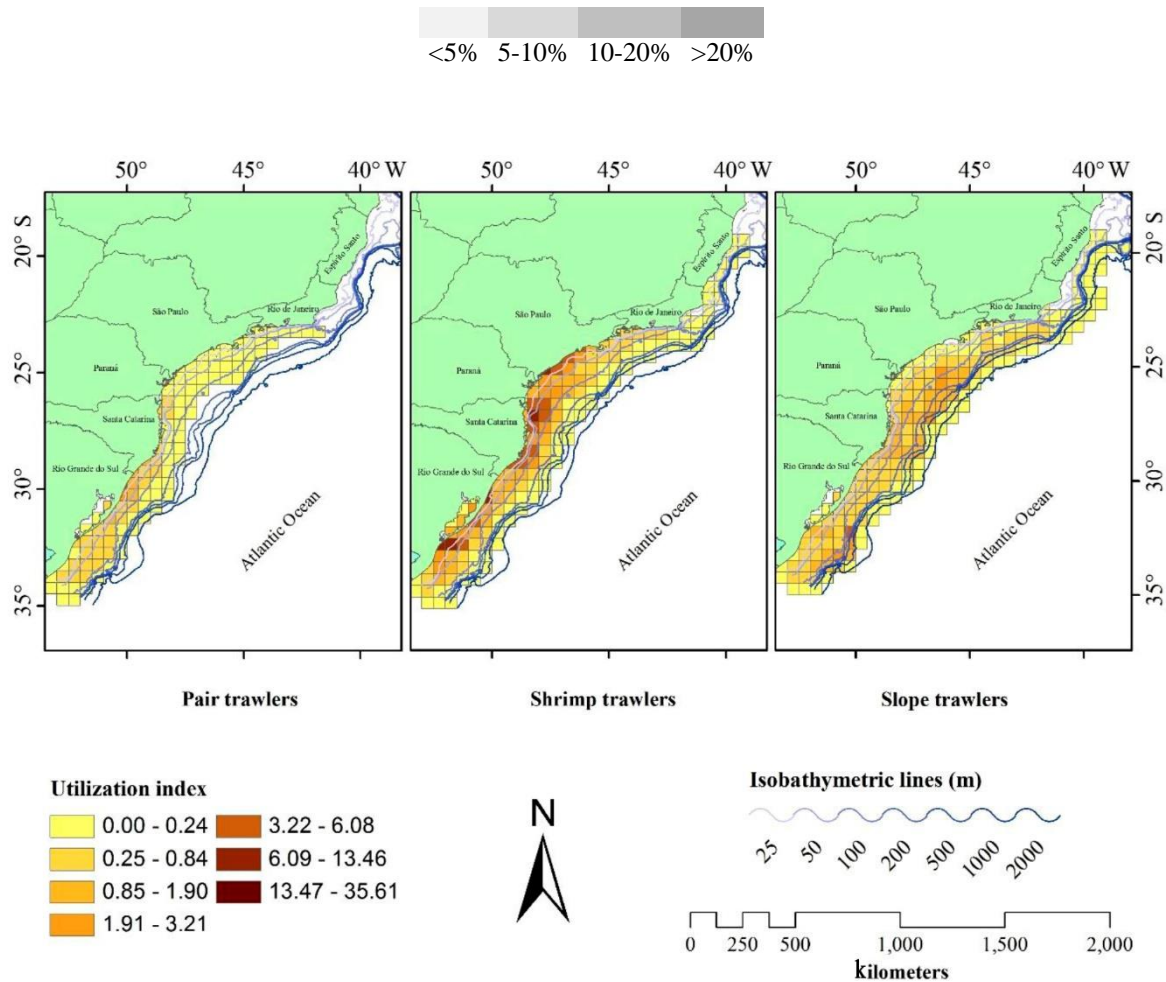 <5% 5-10% 10-20% >20%
50° 45° 40° W
50° 45° 40° W
50° 45° 40° W
20° S
25°
30°
35°
Espírito Santo
Rio de Janeiro
São Paulo
Paraná
Santa Catarina
Rio Grande do Sul
Atlantic Ocean
Espírito Santo
Rio de Janeiro
São Paulo
Paraná
Santa Catarina
Rio Grande do Sul
Atlantic Ocean
Espírito Santo
Rio de Janeiro
São Paulo
Paraná
Santa Catarina
Rio Grande do Sul
Atlantic Ocean
20° S
25°
30°
35°
Pair trawlers
Shrimp trawlers
Slope trawlers
Utilization index
0.00 - 0.24
0.25 - 0.84
0.85 - 1.90
1.91 - 3.21
3.22 - 6.08
6.09 - 13.46
13.47 - 35.61
N
Isobathymetric lines (m)
25 50 100 200 500 1000 2000
0 250 500 1,000 1,500 2,000
kilometers